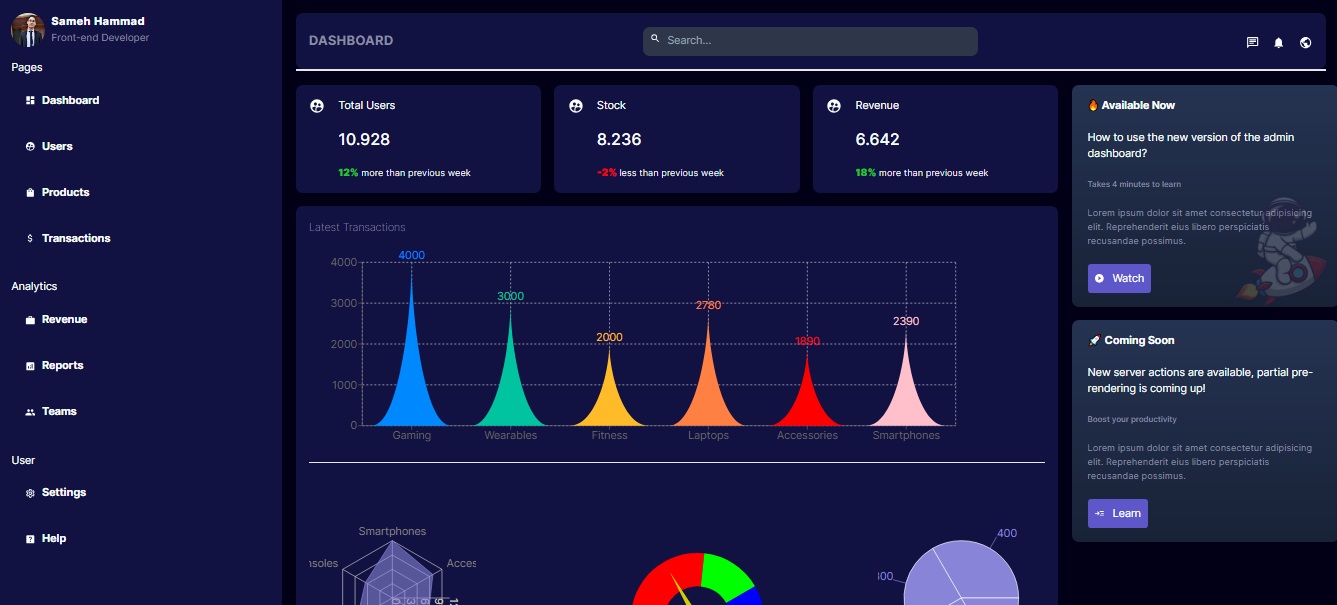 Sameh Hammad
Front-end Developer
Pages
Dashboard
Users
Products
Transactions
Analytics
Revenue
Reports
Teams
User
Settings
Help
DASHBOARD
Search...
Total Users
10.928
12% more than previous week
Stock
8.236
-2% less than previous week
Revenue
6.642
18% more than previous week
Latest Transactions
4000
3000
2000
1000
0
4000
3000
2000
2780
1890
2390
Gaming
Wearables
Fitness
Laptops
Accessories
Smartphones
Smartphones
nsoles
Acces
400
300
🔥 Available Now
How to use the new version of the admin
dashboard?
Takes 4 minutes to learn
Lorem ipsum dolor sit amet consectetur adipisicing
elit. Reprehenderit eius libero perspiciatis
recusandae possimus.
Watch
🚀 Coming Soon
New server actions are available, partial pre-
rendering is coming up!
Boost your productivity
Lorem ipsum dolor sit amet consectetur adipisicing
elit. Reprehenderit eius libero perspiciatis
recusandae possimus.
Learn